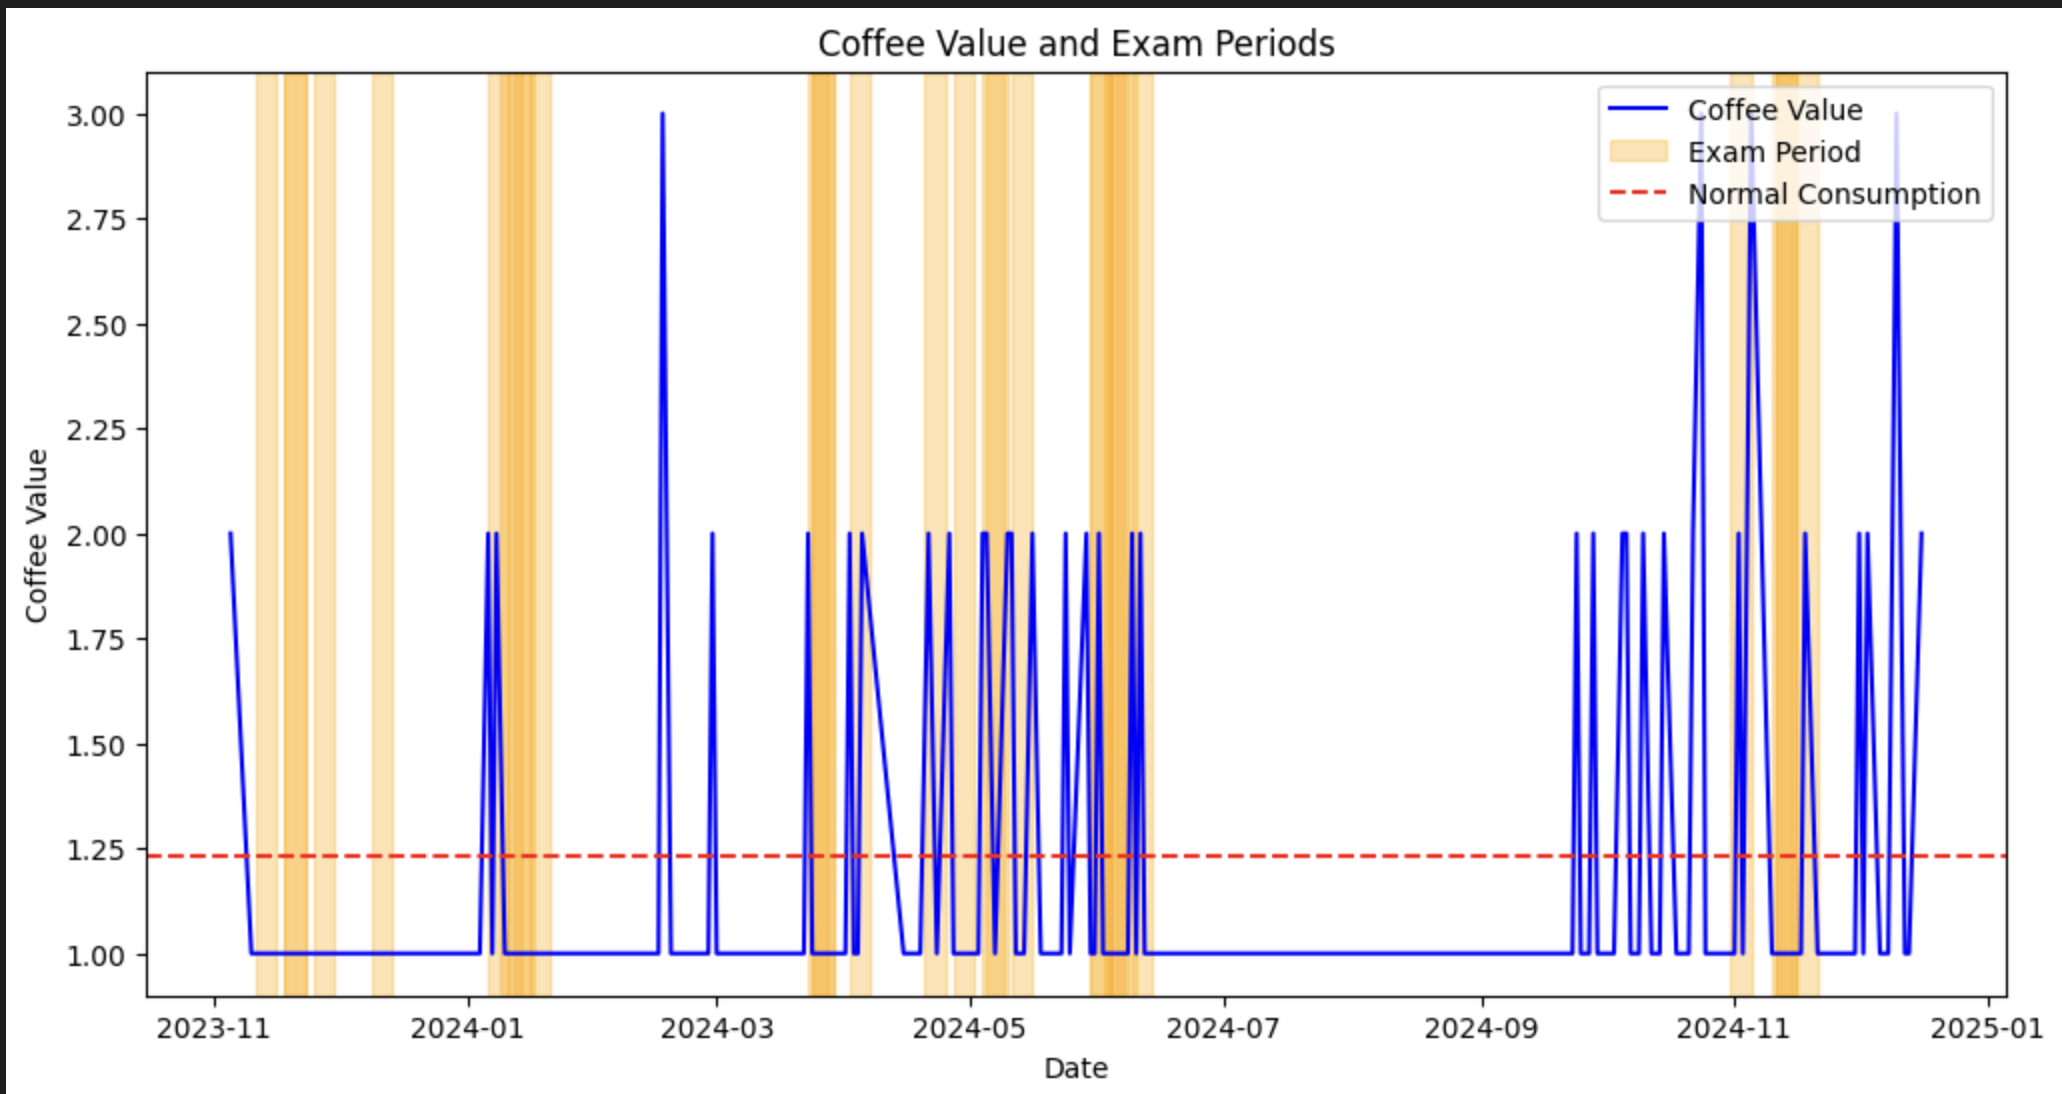 Coffee Value and Exam Periods
Coffee Value
Exam Period
Normal Consumption
3.00
2.75
2.50
2.25
2.00
1.75
1.50
1.25
1.00
Coffee Value
2023-11
2024-01
2024-03
2024-05
2024-07
2024-09
2024-11
2025-01
Date